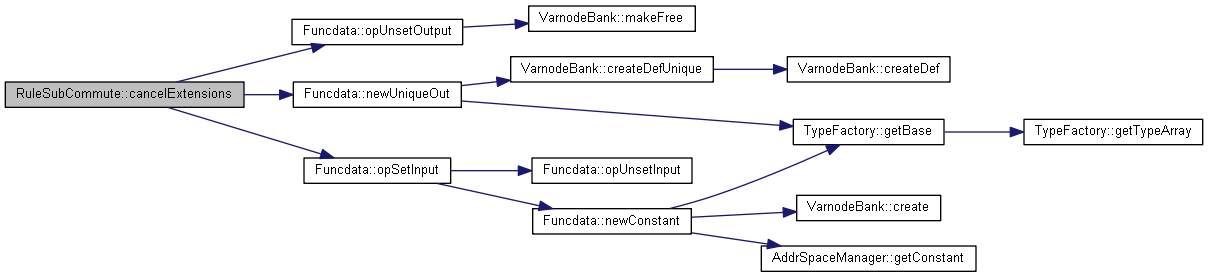 VarnodeBank::makeFree
Funcdata::opUnsetOutput
VarnodeBank::createDefUnique
VarnodeBank::createDef
RuleSubCommute::cancelExtensions
Funcdata::newUniqueOut
TypeFactory::getBase
TypeFactory::getTypeArray
Funcdata::opSetInput
Funcdata::opUnsetInput
VarnodeBank::create
Funcdata::newConstant
AddrSpaceManager::getConstant